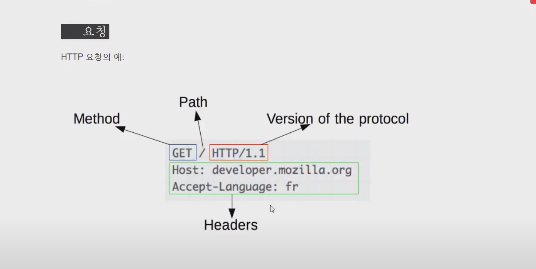 요청
HTTP 요청의 예:
Path
Method
Version of the protocol
GET / HTTP/1.1
Host: developer.mozilla.org
Accept-Language: fr
Headers